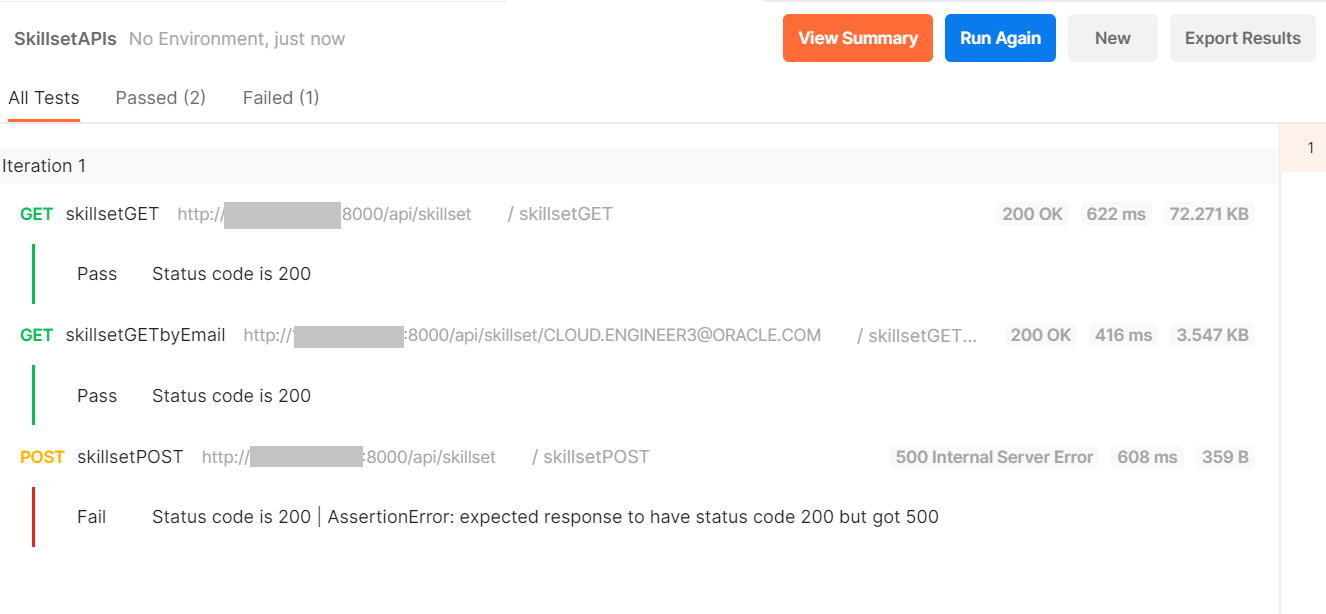 SkillsetAPIs No Environment, just now View Summary Run Again New Export Results
All Tests Passed (2) Failed (1)
1
Iteration 1
GET skillsetGET http:// 8000/api/skillset / skillsetGET 200 OK 622 ms 72.271 KB
Pass Status code is 200
GET skillsetGETbyEmail http:// :8000/api/skillset/CLOUD.ENGINEER3@ORACLE.COM / skillsetGET... 200 OK 416 ms 3.547 KB
Pass Status code is 200
POST skillsetPOST http:// :8000/api/skillset / skillsetPOST 500 Internal Server Error 608 ms 359 B
Fail Status code is 200 | AssertionError: expected response to have status code 200 but got 500